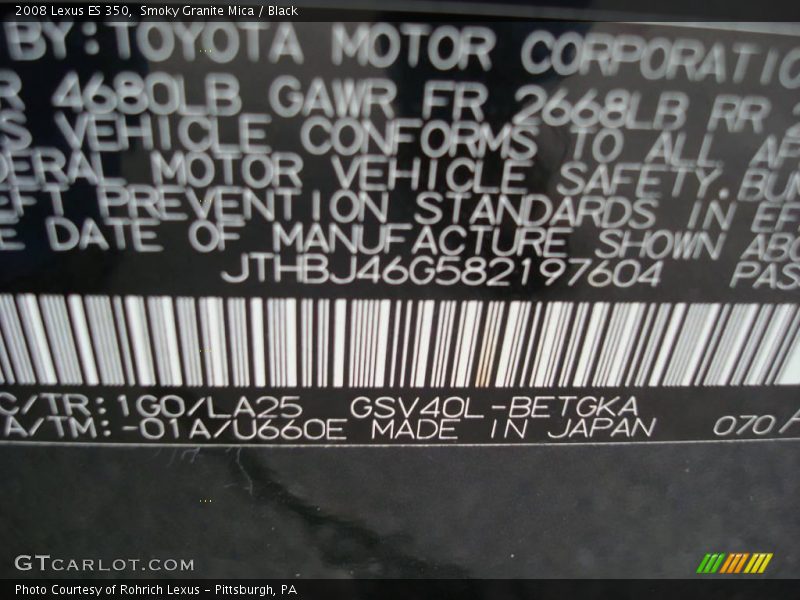 2008 Lexus ES 350, Smoky Granite Mica / Black
BY: TOYOTA MOTOR CORPORATIO
R 4680LB GAWR FR 2668LB RR 2
S VEHICLE CONFORMS TO ALL AP
DERAL MOTOR VEHICLE SAFETY, BUM
EFT PREVENTION STANDARDS IN EFF
E DATE OF MANUFACTURE SHOWN ABO
JTHBJ46G582197604 PAS
C/TR:1G0/LA25 GSV40L-BETGKA
A/TM:-01A/U660E MADE IN JAPAN 070 A
GTCARLOT.COM
Photo Courtesy of Rohrich Lexus - Pittsburgh, PA